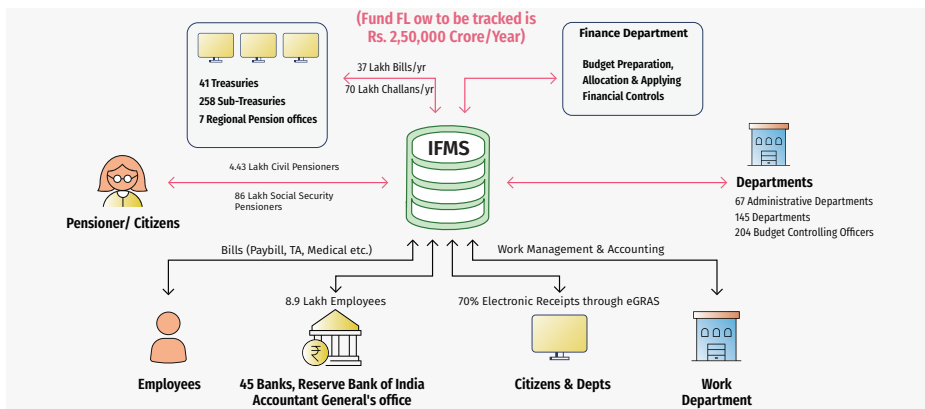 (Fund FL ow to be tracked is
Rs. 2,50,000 Crore/Year)
41 Treasuries
258 Sub-Treasuries
7 Regional Pension offices
37 Lakh Bills/yr
70 Lakh Challans/yr
Finance Department
Budget Preparation,
Allocation & Applying
Financial Controls
IFMS
4.43 Lakh Civil Pensioners
86 Lakh Social Security
Pensioners
Pensioner/ Citizens
Departments
67 Administrative Departments
145 Departments
204 Budget Controlling Officers
Bills (Paybill, TA, Medical etc.)
Work Management & Accounting
8.9 Lakh Employees
70% Electronic Receipts through eGRAS
₹
Employees
45 Banks, Reserve Bank of India
Accountant General's office
Citizens & Depts
Work
Department